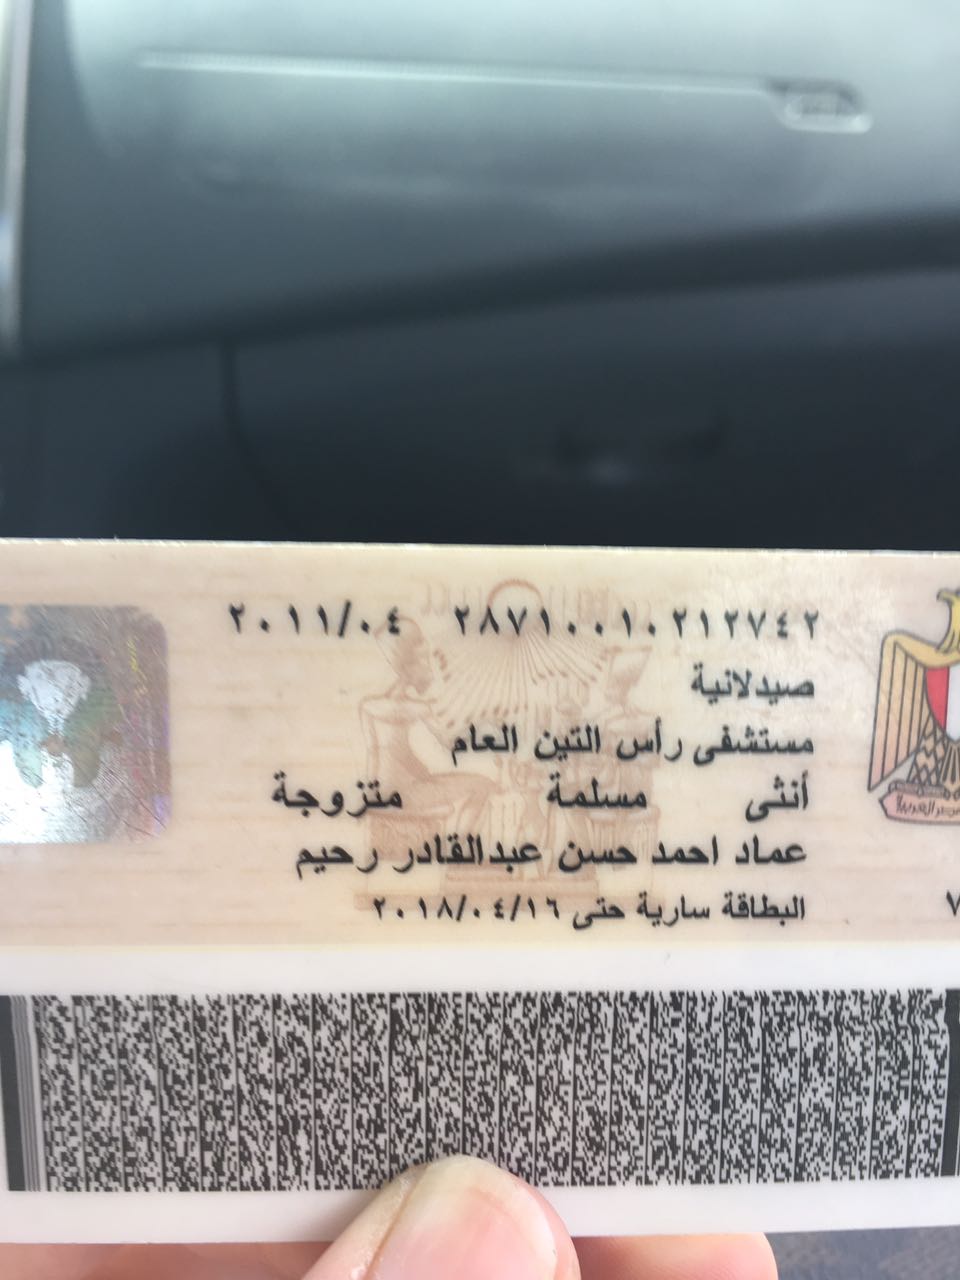 ٢٨٧١٠٠١٠٢١٢٧٤٢ ٢٠١١/٠٤
صيدلانية
مستشفى رأس التين العام
أنثى مسلمة متزوجة
عماد احمد حسن عبدالقادر رحيم
البطاقة سارية حتى ٢٠١٨/٠٤/١٦
٧